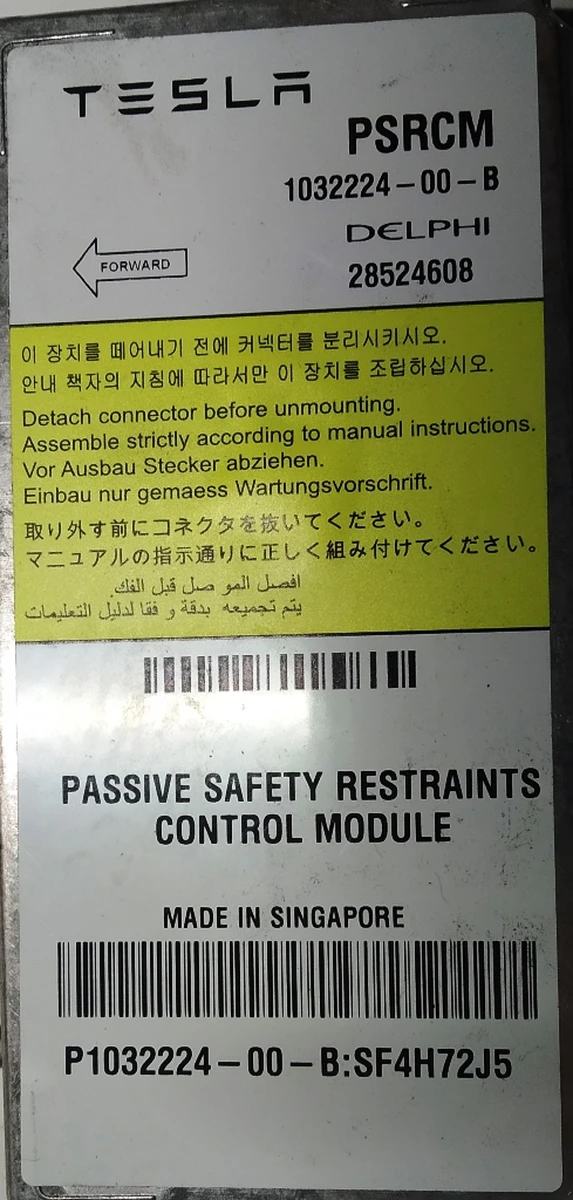 TESLA
PSRCM
1032224-00-B
DELPHI
FORWARD
28524608
이 장치를 떼어내기 전에 커넥터를 분리시키시오.
안내 책자의 지침에 따라서만 이 장치를 조립하십시오.
Detach connector before unmounting.
Assemble strictly according to manual instructions.
Vor Ausbau Stecker abziehen.
Einbau nur gemaess Wartungsvorschrift.
取り外す前にコネクタを抜いてください。
マニュアルの指示通りに正しく組み付けてください。
افصل المو صل قبل الفك.
يتم تجميعه بدقة و فقا لدليل التعليمات
PASSIVE SAFETY RESTRAINTS
CONTROL MODULE
MADE IN SINGAPORE
P1032224-00-B:SF4H72J5